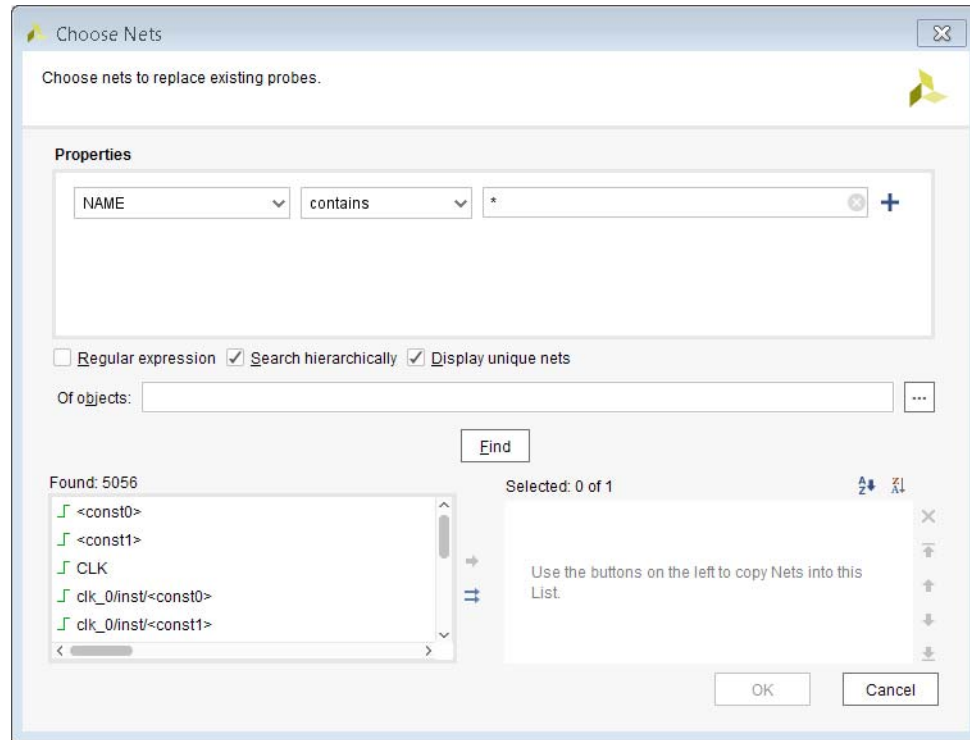 Choose Nets
Choose nets to replace existing probes.
Properties
NAME contains *
Regular expression Search hierarchically Display unique nets
Of objects: ...
Find
Found: 5056
<const0>
<const1>
CLK
clk_0/inst/<const0>
clk_0/inst/<const1>
Selected: 0 of 1
Use the buttons on the left to copy Nets into this
List.
OK Cancel